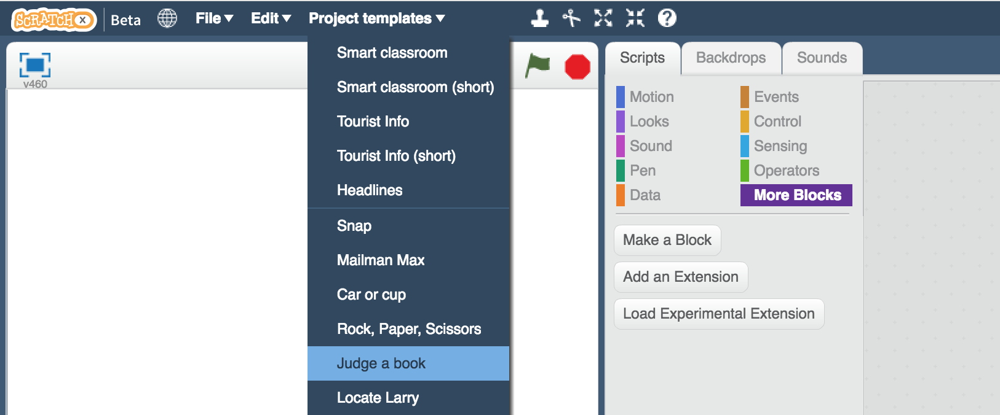 SCRATCH X Beta File Edit Project templates ?
v460
Smart classroom
Smart classroom (short)
Tourist Info
Tourist Info (short)
Headlines
Snap
Mailman Max
Car or cup
Rock, Paper, Scissors
Judge a book
Locate Larry
Scripts Backdrops Sounds
Motion Events
Looks Control
Sound Sensing
Pen Operators
Data More Blocks
Make a Block
Add an Extension
Load Experimental Extension